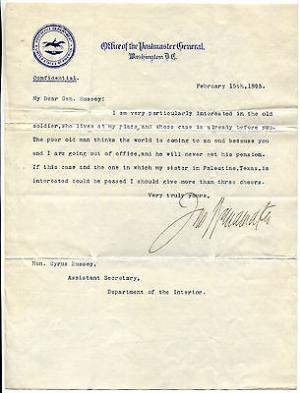 Office of the Postmaster General,
Washington, D.C.
Confidential.
February 15th, 1893.
My Dear Gen. Bussey:
I am very particularly interested in the old
soldier, who lives at my place, and whose case is already before you.
The poor old man thinks the world is coming to an end because you
and I are going out of office, and he will never get his pension.
If this case and the one in which my sister in Palestine, Texas, is
interested could be passed I should give more than three cheers.
Very truly yours,
Jno Wanamaker
Hon. Cyrus Bussey,
Assistant Secretary,
Department of the Interior.